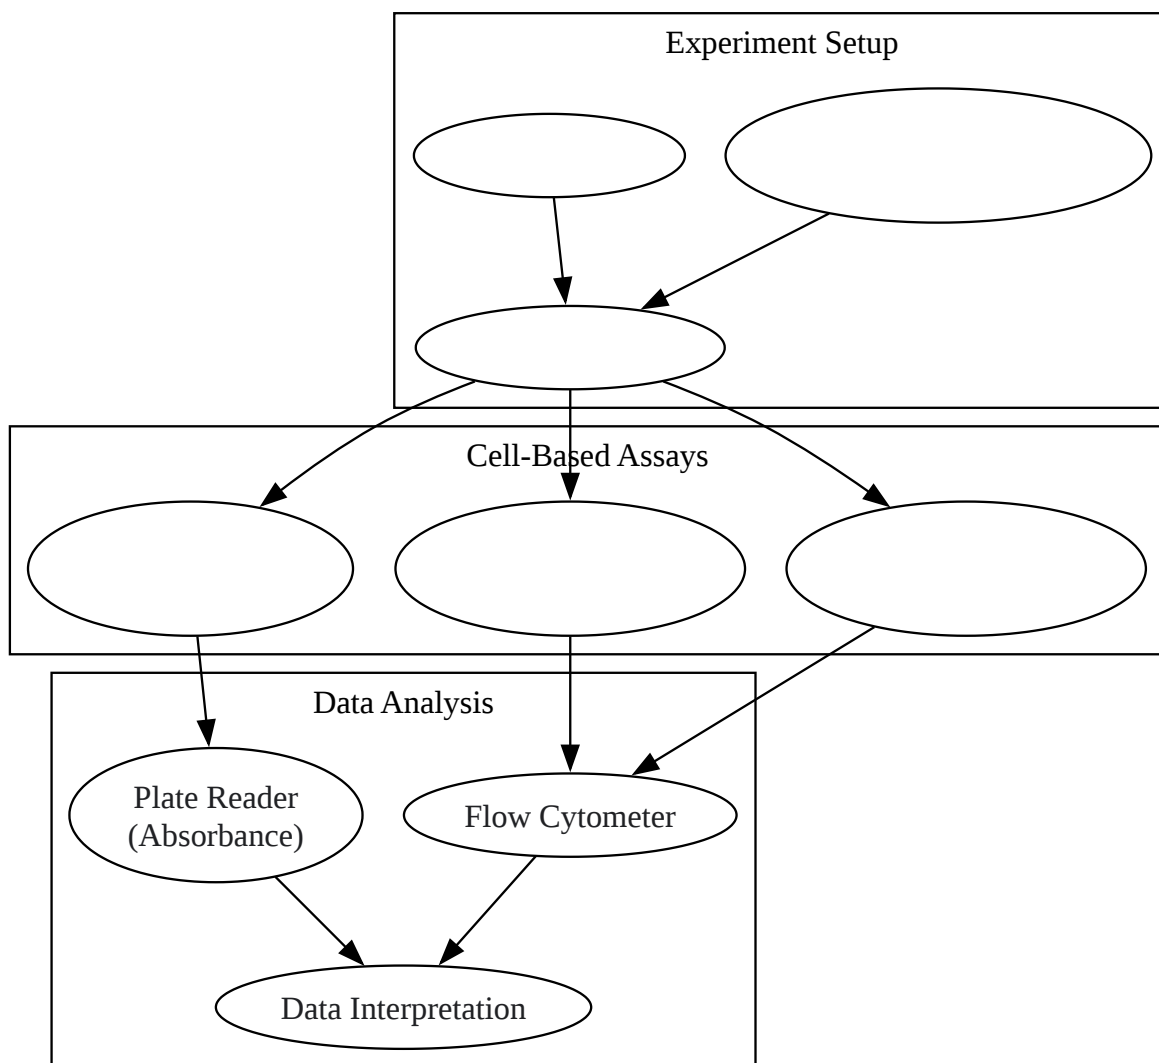 Experiment Setup
Cell-Based Assays
Data Analysis
Plate Reader
(Absorbance)
Flow Cytometer
Data Interpretation